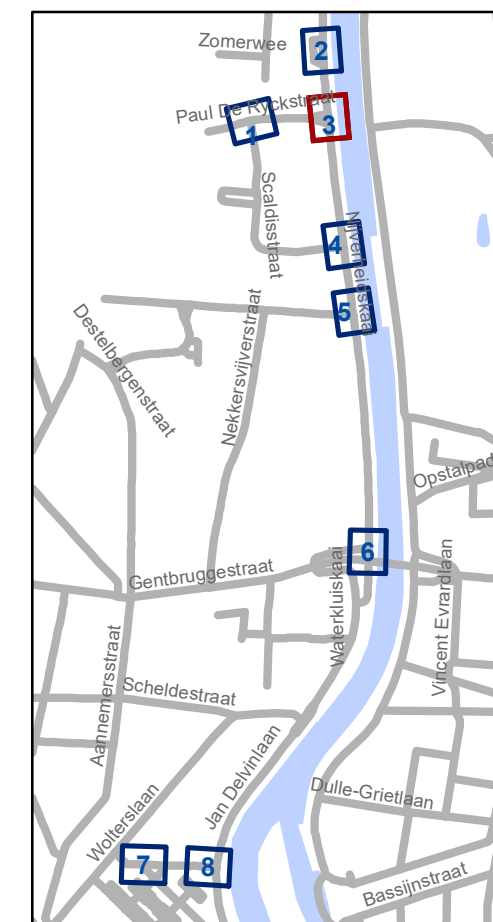 Zomerwee
2
Paul De Ryckstraat
1
3
Scaldisstraat
4
Nijverheidskaai
5
Destelbergenstraat
Nekkersvijverstraat
Opstalpad
6
Gentbruggestraat
Waterkluiskaai
Vincent Evrardlaan
Aannemersstraat
Scheldestraat
Jan Delvinlaan
Dulle-Grietlaan
Wolterslaan
7
8
Bassijnstraat